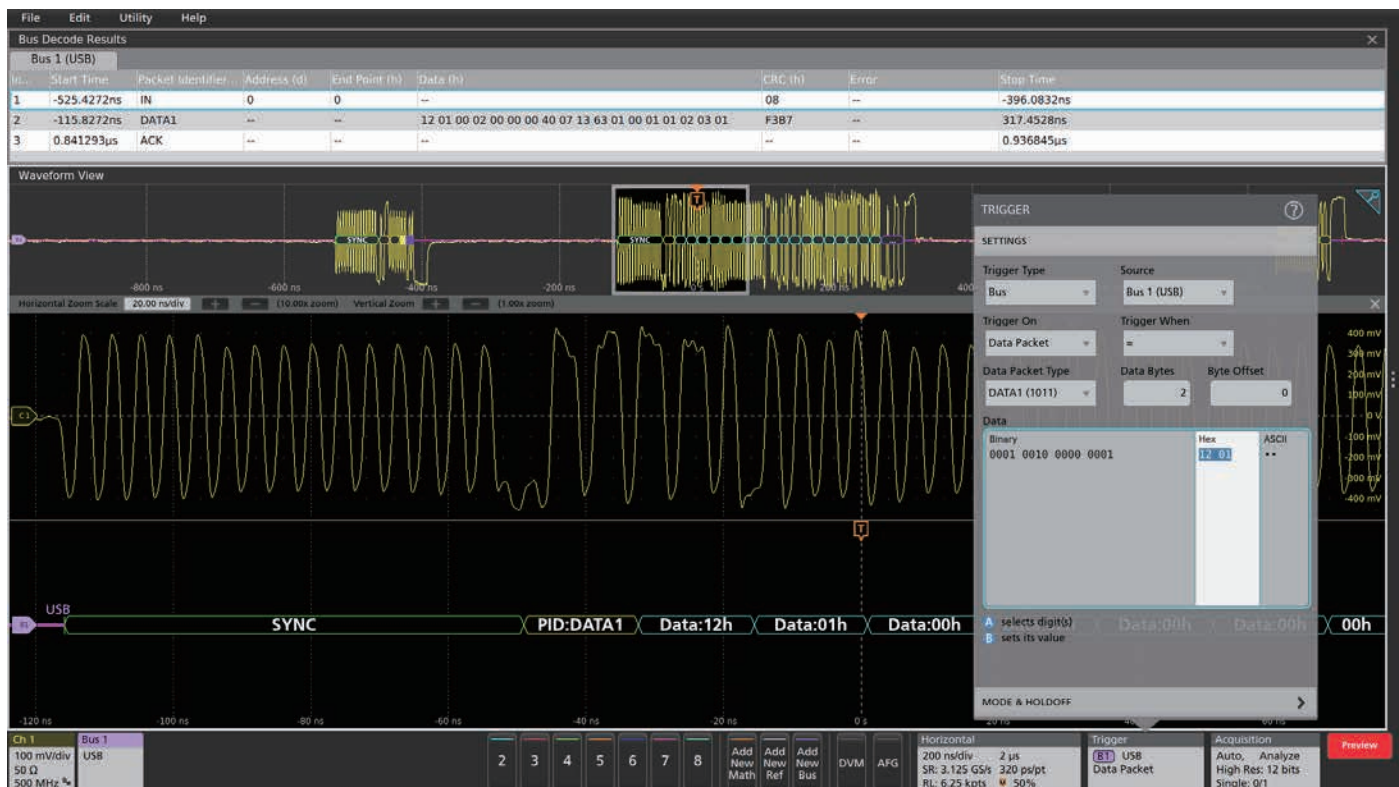 File Edit Utility Help
Bus Decode Results
Bus 1 (USB)
In... Start Time Packet Identifier... Address (d) End Point (h) Data (h) CRC (h) Error Stop Time
1 -525.4272ns IN 0 0 -- 08 -- -396.0832ns
2 -115.8272ns DATA1 -- -- 12 01 00 02 00 00 00 40 07 13 63 01 00 01 01 02 03 01 F3B7 -- 317.4528ns
3 0.841293µs ACK -- -- -- -- -- 0.936845µs
Waveform View
T
SYNC SYNC
-800 ns -600 ns -400 ns -200 ns 0 s 200 ns 400
Horizontal Zoom Scale 20.00 ns/div + - (10.00x zoom) Vertical Zoom + - (1.00x zoom)
TRIGGER ?
SETTINGS
Trigger Type Source
Bus Bus 1 (USB)
Trigger On Trigger When
Data Packet =
Data Packet Type Data Bytes Byte Offset
DATA1 (1011) 2 0
Data
Binary Hex ASCII
0001 0010 0000 0001 12 01 ..
A selects digit(s)
B sets its value
MODE & HOLDOFF
400 mV
300 mV
200 mV
100 mV
0 V
-100 mV
-200 mV
-300 mV
-400 mV
C1
T
USB
B1 SYNC PID:DATA1 Data:12h Data:01h Data:00h Data:00h Data:00h 00h
-120 ns -100 ns -80 ns -60 ns -40 ns -20 ns 0 s 20 ns 60 ns
Ch 1
100 mV/div
50 Ω
500 MHz
Bus 1
USB
2 3 4 5 6 7 8
Add New Math
Add New Ref
Add New Bus
DVM AFG
Horizontal
200 ns/div 2 µs
SR: 3.125 GS/s 320 ps/pt
RL: 6.25 kpts 50%
Trigger
B1 USB
Data Packet
Acquisition
Auto, Analyze
High Res: 12 bits
Single: 0/1
Preview